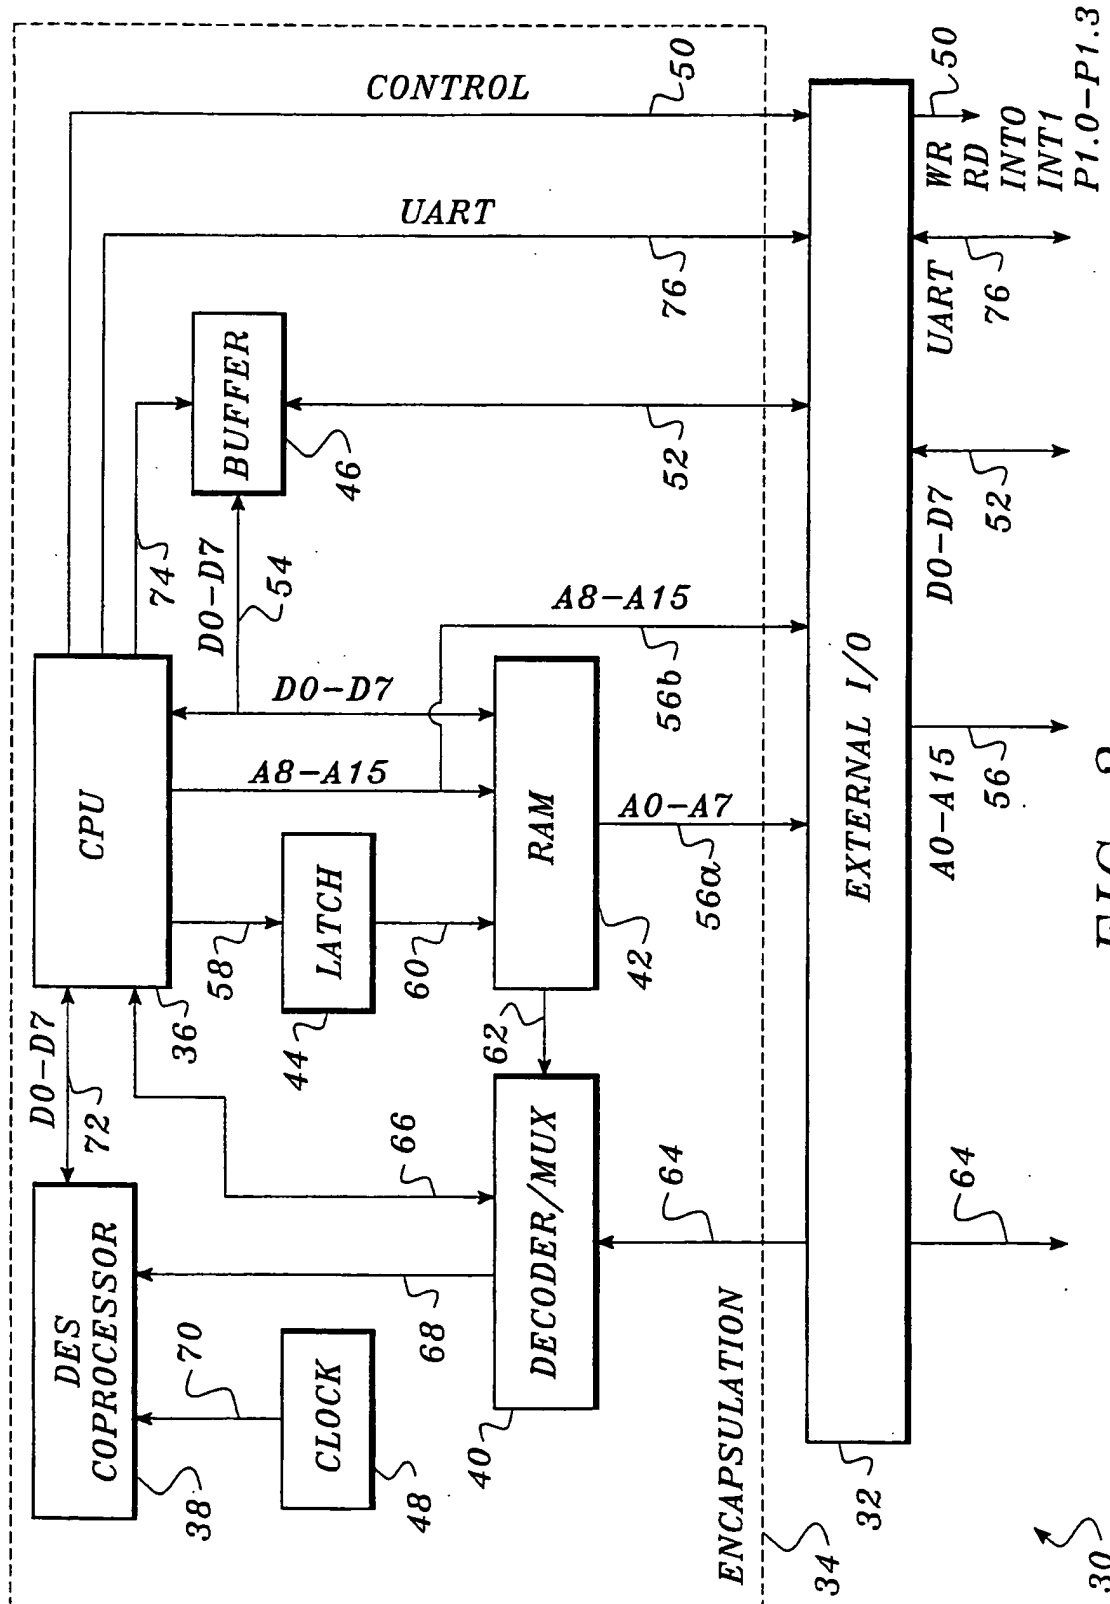 DES
COPROCESSOR
38
D0-D7
72
CPU
36
CONTROL
50
UART
76
74
BUFFER
46
D0-D7
54
52
70
CLOCK
48
68
66
58
LATCH
44
60
A8-A15
D0-D7
A8-A15
56b
40
DECODER/MUX
62
RAM
42
A0-A7
56a
64
ENCAPSULATION
34
EXTERNAL I/O
32
64
A0-A15
56
D0-D7
52
UART
76
WR
RD
INT0
INT1
P1.0-P1.3
50
30
FIG.